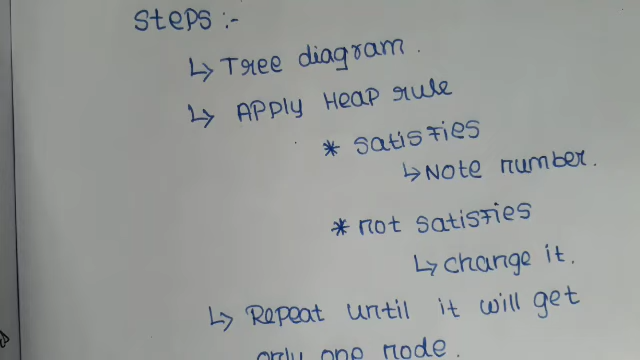 Steps :-
↳ Tree diagram.
↳ Apply Heap rule
* satisfies
↳ Note number.
* not satisfies
↳ change it.
↳ Repeat until it will get
only one node.